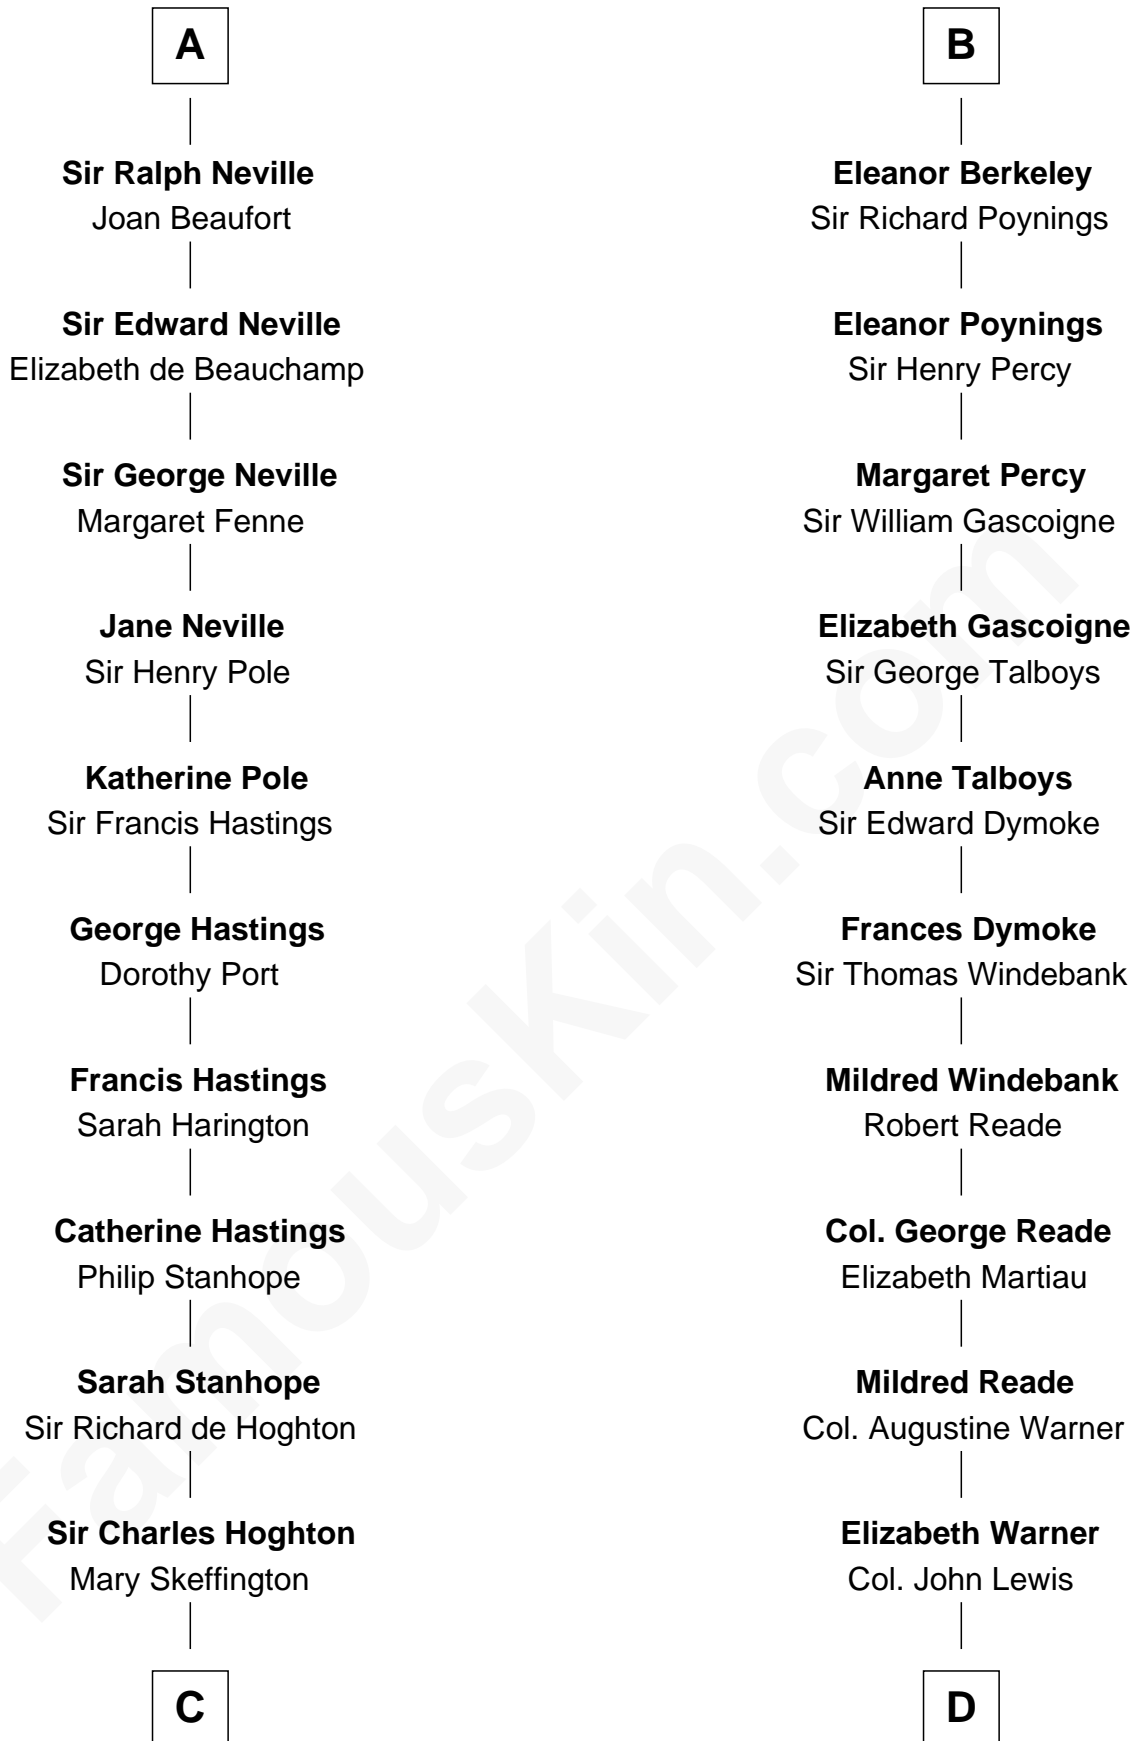 A
Sir Ralph Neville
Joan Beaufort
Sir Edward Neville
Elizabeth de Beauchamp
Sir George Neville
Margaret Fenne
Jane Neville
Sir Henry Pole
Katherine Pole
Sir Francis Hastings
George Hastings
Dorothy Port
Francis Hastings
Sarah Harington
Catherine Hastings
Philip Stanhope
Sarah Stanhope
Sir Richard de Hoghton
Sir Charles Hoghton
Mary Skeffington
C
B
Eleanor Berkeley
Sir Richard Poynings
Eleanor Poynings
Sir Henry Percy
Margaret Percy
Sir William Gascoigne
Elizabeth Gascoigne
Sir George Talboys
Anne Talboys
Sir Edward Dymoke
Frances Dymoke
Sir Thomas Windebank
Mildred Windebank
Robert Reade
Col. George Reade
Elizabeth Martiau
Mildred Reade
Col. Augustine Warner
Elizabeth Warner
Col. John Lewis
D
FamousKin.com